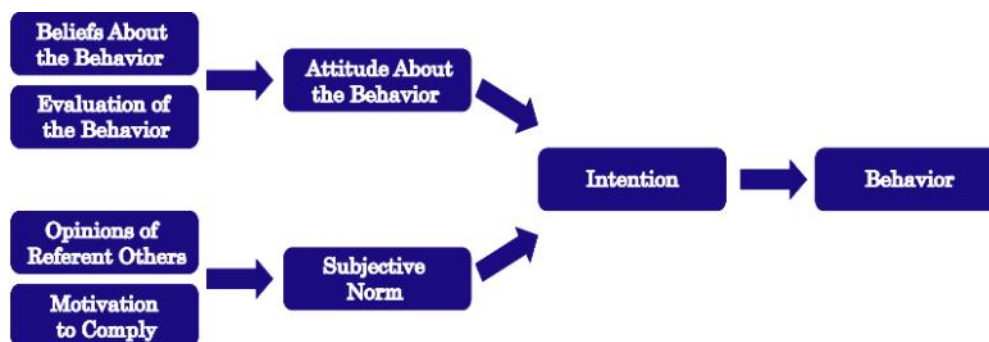 Beliefs About
the Behavior
Evaluation of
the Behavior
Attitude About
the Behavior
Opinions of
Referent Others
Motivation
to Comply
Subjective
Norm
Intention
Behavior